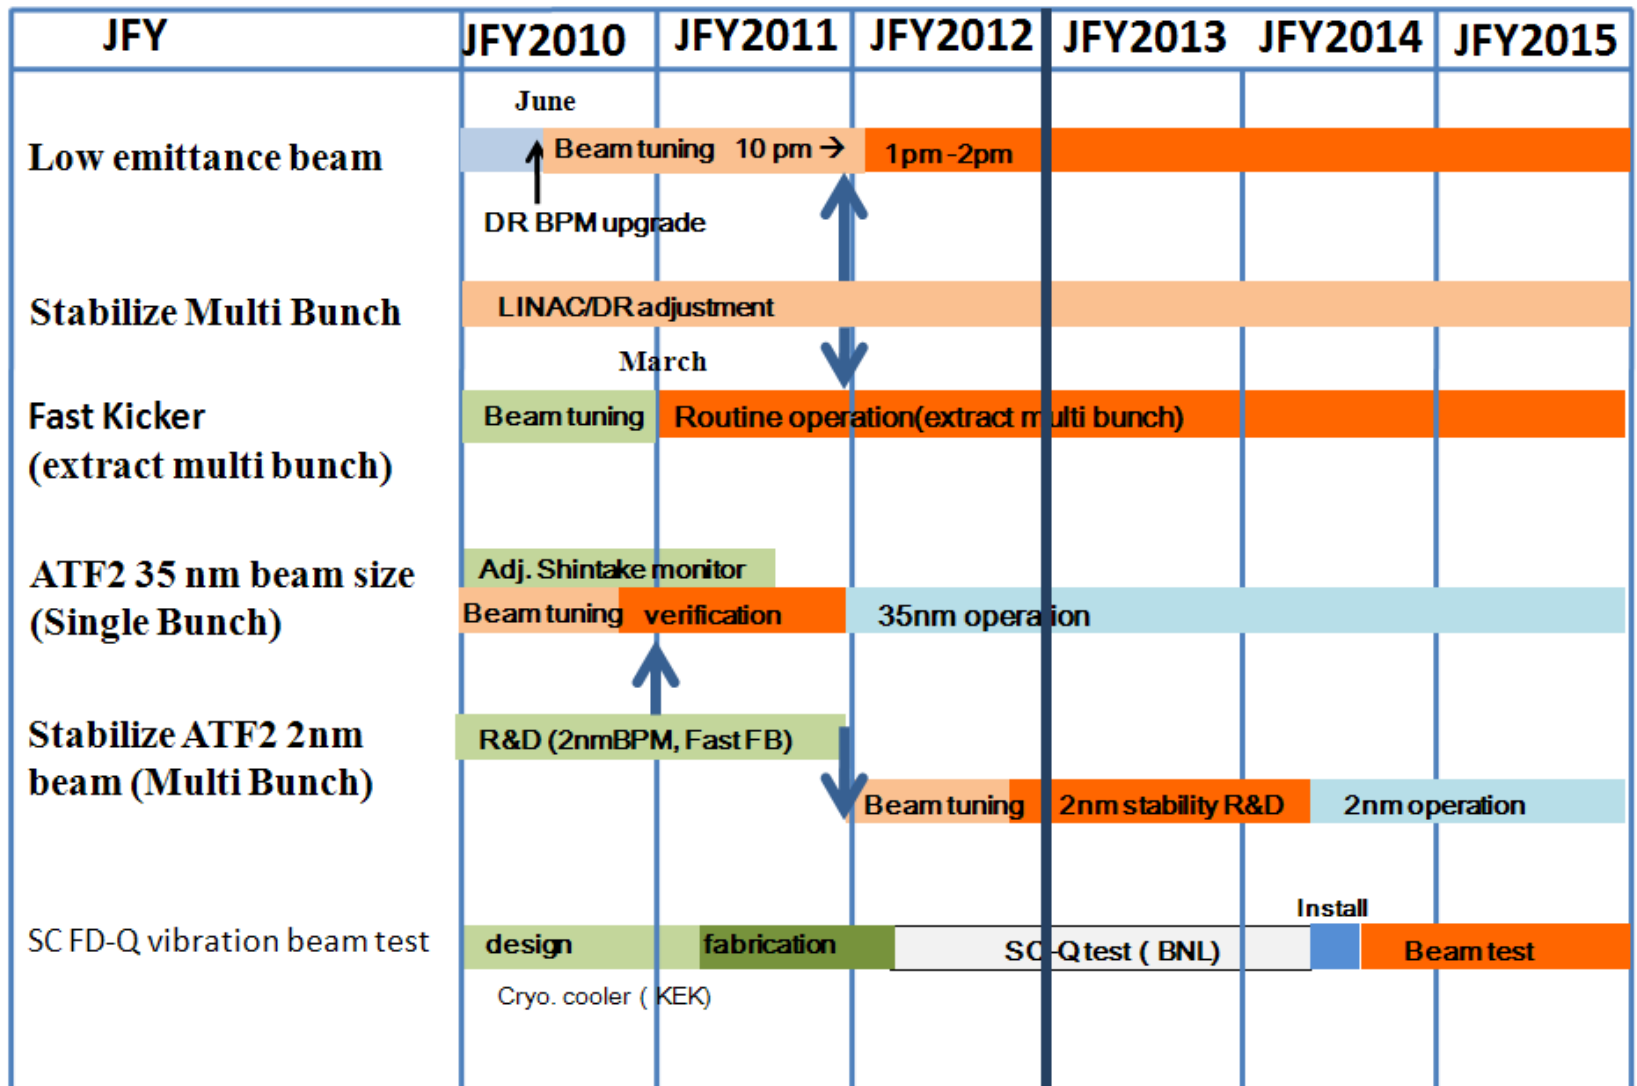 JFY JFY2010 JFY2011 JFY2012 JFY2013 JFY2014 JFY2015
June
Low emittance beam
Beam tuning 10 pm → 1pm-2pm
DR BPM upgrade
Stabilize Multi Bunch
LINAC/DR adjustment
March
Fast Kicker
(extract multi bunch)
Beam tuning Routine operation(extract multi bunch)
ATF2 35 nm beam size
(Single Bunch)
Adj. Shintake monitor
Beam tuning verification 35nm operation
Stabilize ATF2 2nm
beam (Multi Bunch)
R&D (2nmBPM, Fast FB)
Beam tuning 2nm stability R&D 2nm operation
Install
SC FD-Q vibration beam test
design fabrication SC-Q test ( BNL) Beam test
Cryo. cooler ( KEK)